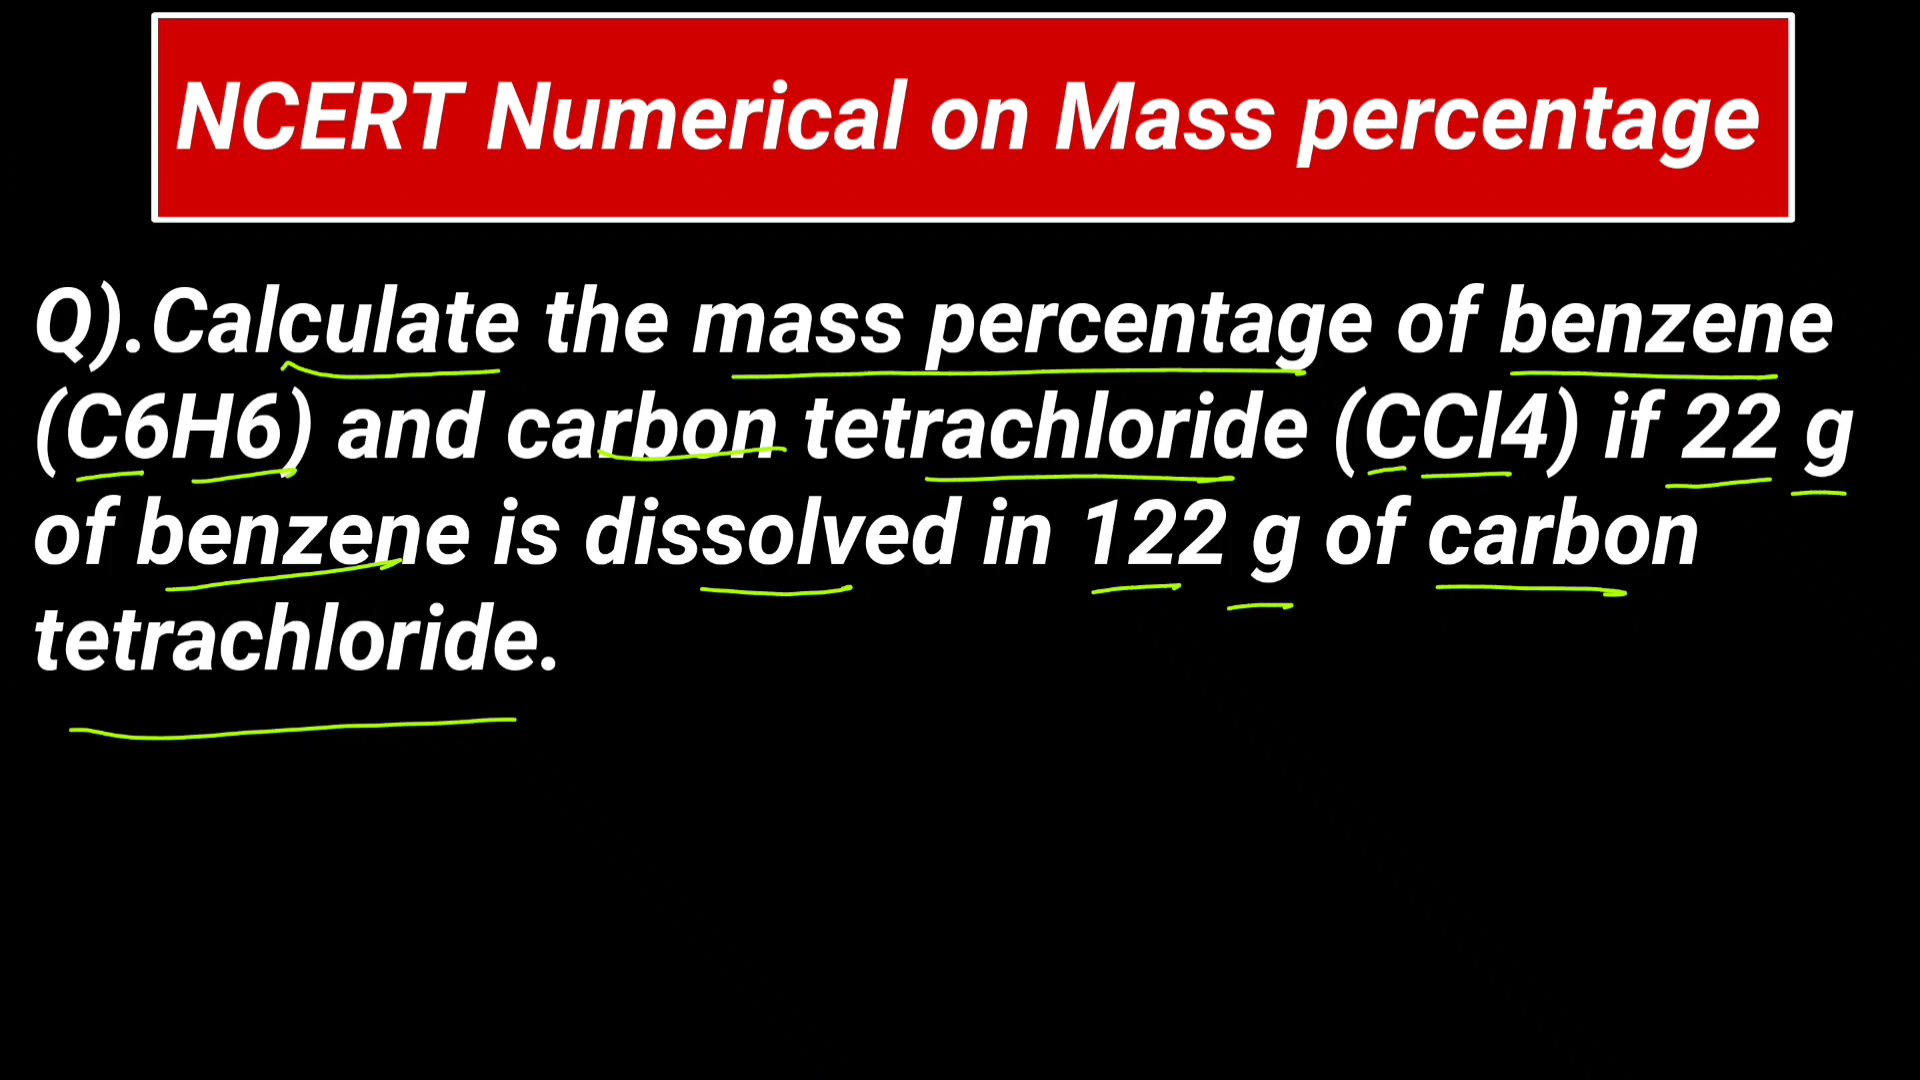 NCERT Numerical on Mass percentage
Q).Calculate the mass percentage of benzene
(C6H6) and carbon tetrachloride (CCl4) if 22 g
of benzene is dissolved in 122 g of carbon
tetrachloride.